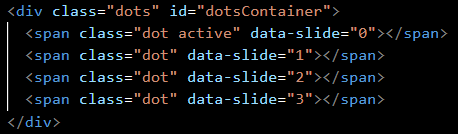 <div class="dots" id="dotsContainer">
  <span class="dot active" data-slide="0"></span>
  <span class="dot" data-slide="1"></span>
  <span class="dot" data-slide="2"></span>
  <span class="dot" data-slide="3"></span>
</div>